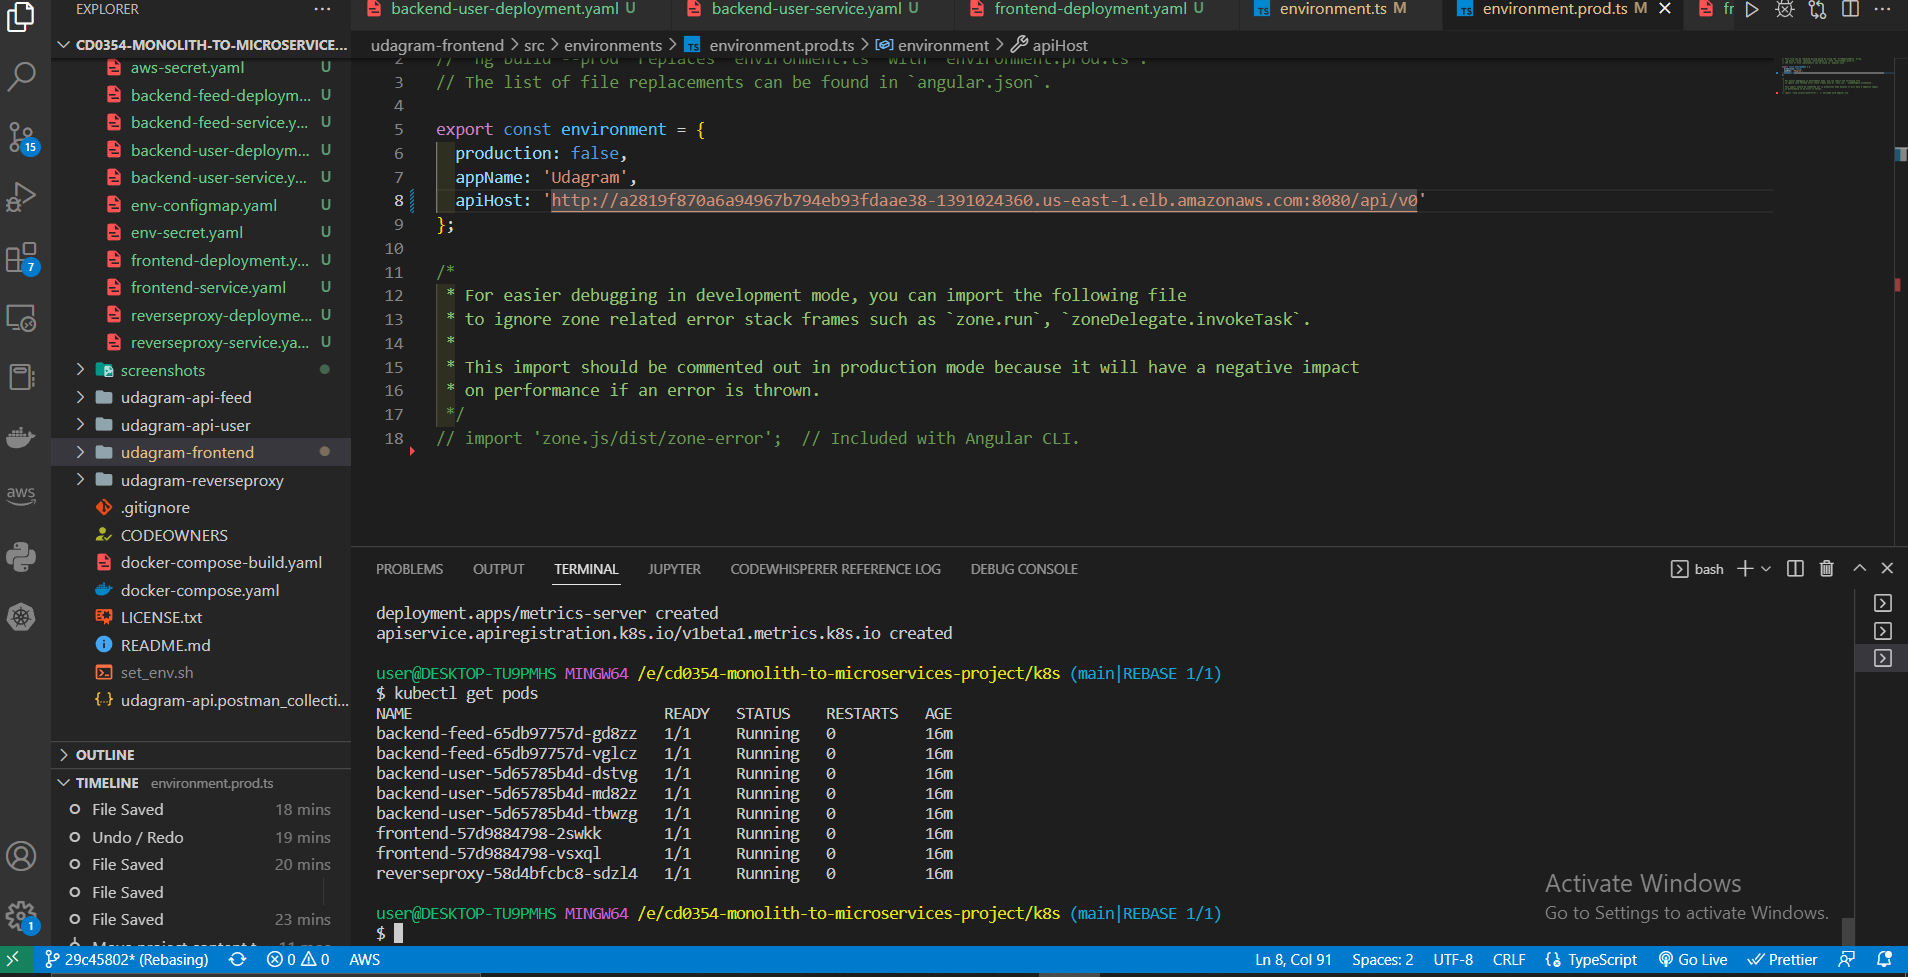 EXPLORER
CD0354-MONOLITH-TO-MICROSERVICE...
aws-secret.yaml U
backend-feed-deploym... U
backend-feed-service.y... U
backend-user-deploym... U
backend-user-service.y... U
env-configmap.yaml U
env-secret.yaml U
frontend-deployment.y... U
frontend-service.yaml U
reverseproxy-deployme... U
reverseproxy-service.ya... U
screenshots
udagram-api-feed
udagram-api-user
udagram-frontend
udagram-reverseproxy
.gitignore
CODEOWNERS
docker-compose-build.yaml
docker-compose.yaml
LICENSE.txt
README.md
set_env.sh
udagram-api.postman_collecti...
OUTLINE
TIMELINE environment.prod.ts
File Saved 18 mins
Undo / Redo 19 mins
File Saved 20 mins
File Saved
File Saved 23 mins
15
7
aws
1
backend-user-deployment.yaml U
backend-user-service.yaml U
frontend-deployment.yaml U
TS environment.ts M
TS environment.prod.ts M
fr
udagram-frontend > src > environments > TS environment.prod.ts > environment > apiHost
2 // `ng build --prod` replaces `environment.ts` with `environment.prod.ts`.
3 // The list of file replacements can be found in `angular.json`.
4
5 export const environment = {
6 production: false,
7 appName: 'Udagram',
8 apiHost: 'http://a2819f870a6a94967b794eb93fdaae38-1391024360.us-east-1.elb.amazonaws.com:8080/api/v0'
9 };
10
11 /*
12 * For easier debugging in development mode, you can import the following file
13 * to ignore zone related error stack frames such as `zone.run`, `zoneDelegate.invokeTask`.
14 *
15 * This import should be commented out in production mode because it will have a negative impact
16 * on performance if an error is thrown.
17 */
18 // import 'zone.js/dist/zone-error'; // Included with Angular CLI.
PROBLEMS OUTPUT TERMINAL JUPYTER CODEWHISPERER REFERENCE LOG DEBUG CONSOLE
bash
deployment.apps/metrics-server created
apiservice.apiregistration.k8s.io/v1beta1.metrics.k8s.io created
user@DESKTOP-TU9PMHS MINGW64 /e/cd0354-monolith-to-microservices-project/k8s (main|REBASE 1/1)
$ kubectl get pods
NAME READY STATUS RESTARTS AGE
backend-feed-65db97757d-gd8zz 1/1 Running 0 16m
backend-feed-65db97757d-vglcz 1/1 Running 0 16m
backend-user-5d65785b4d-dstvg 1/1 Running 0 16m
backend-user-5d65785b4d-md82z 1/1 Running 0 16m
backend-user-5d65785b4d-tbwzg 1/1 Running 0 16m
frontend-57d9884798-2swkk 1/1 Running 0 16m
frontend-57d9884798-vsxql 1/1 Running 0 16m
reverseproxy-58d4bfcbc8-sdzl4 1/1 Running 0 16m
user@DESKTOP-TU9PMHS MINGW64 /e/cd0354-monolith-to-microservices-project/k8s (main|REBASE 1/1)
$
Activate Windows
Go to Settings to activate Windows.
29c45802* (Rebasing) 0 0 AWS
Ln 8, Col 91 Spaces: 2 UTF-8 CRLF TypeScript Go Live Prettier